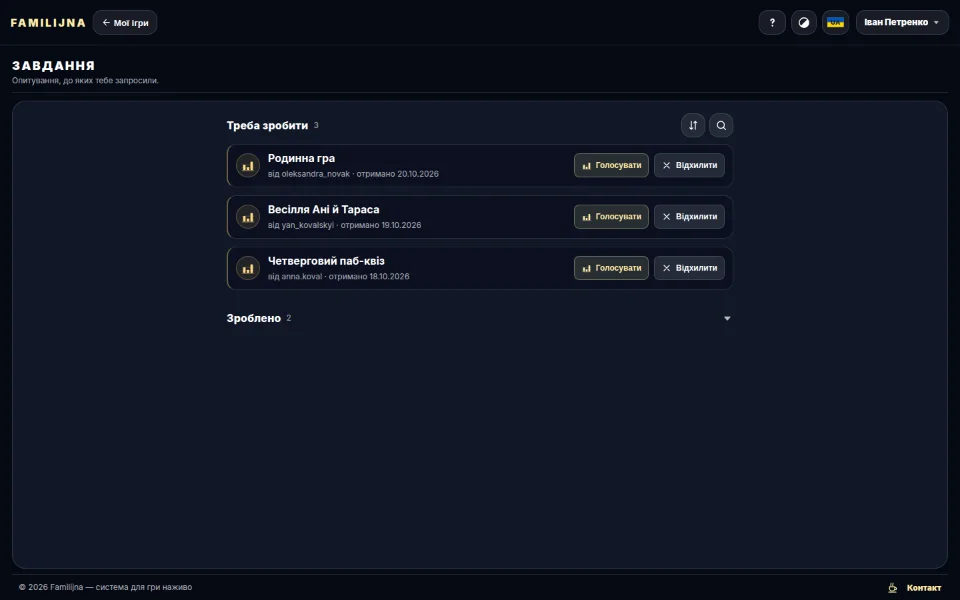 FAMILIJNA
← Мої ігри
?
UA
Іван Петренко
ЗАВДАННЯ
Опитування, до яких тебе запросили.
Треба зробити 3
Родинна гра
від oleksandra_novak · отримано 20.10.2026
Голосувати
Відхилити
Весілля Ані й Тараса
від yan_kovalskyi · отримано 19.10.2026
Голосувати
Відхилити
Четверговий паб-квіз
від anna.koval · отримано 18.10.2026
Голосувати
Відхилити
Зроблено 2
© 2026 Familijna — система для гри наживо
Контакт